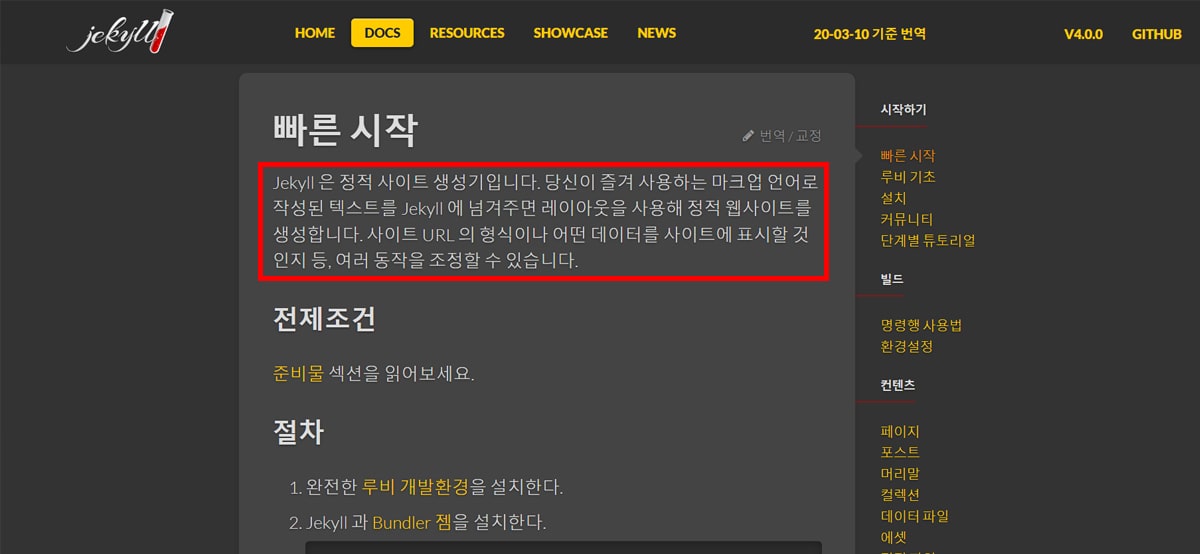 jekyll
HOME
DOCS
RESOURCES
SHOWCASE
NEWS
20-03-10 기준 번역
V4.0.0
GITHUB
빠른 시작
번역 / 교정
Jekyll 은 정적 사이트 생성기입니다. 당신이 즐겨 사용하는 마크업 언어로
작성된 텍스트를 Jekyll 에 넘겨주면 레이아웃을 사용해 정적 웹사이트를
생성합니다. 사이트 URL 의 형식이나 어떤 데이터를 사이트에 표시할 것
인지 등, 여러 동작을 조정할 수 있습니다.
전제조건
준비물 섹션을 읽어보세요.
절차
1. 완전한 루비 개발환경을 설치한다.
2. Jekyll 과 Bundler 젬을 설치한다.
시작하기
빠른 시작
루비 기초
설치
커뮤니티
단계별 튜토리얼
빌드
명령행 사용법
환경설정
컨텐츠
페이지
포스트
머리말
컬렉션
데이터 파일
에셋